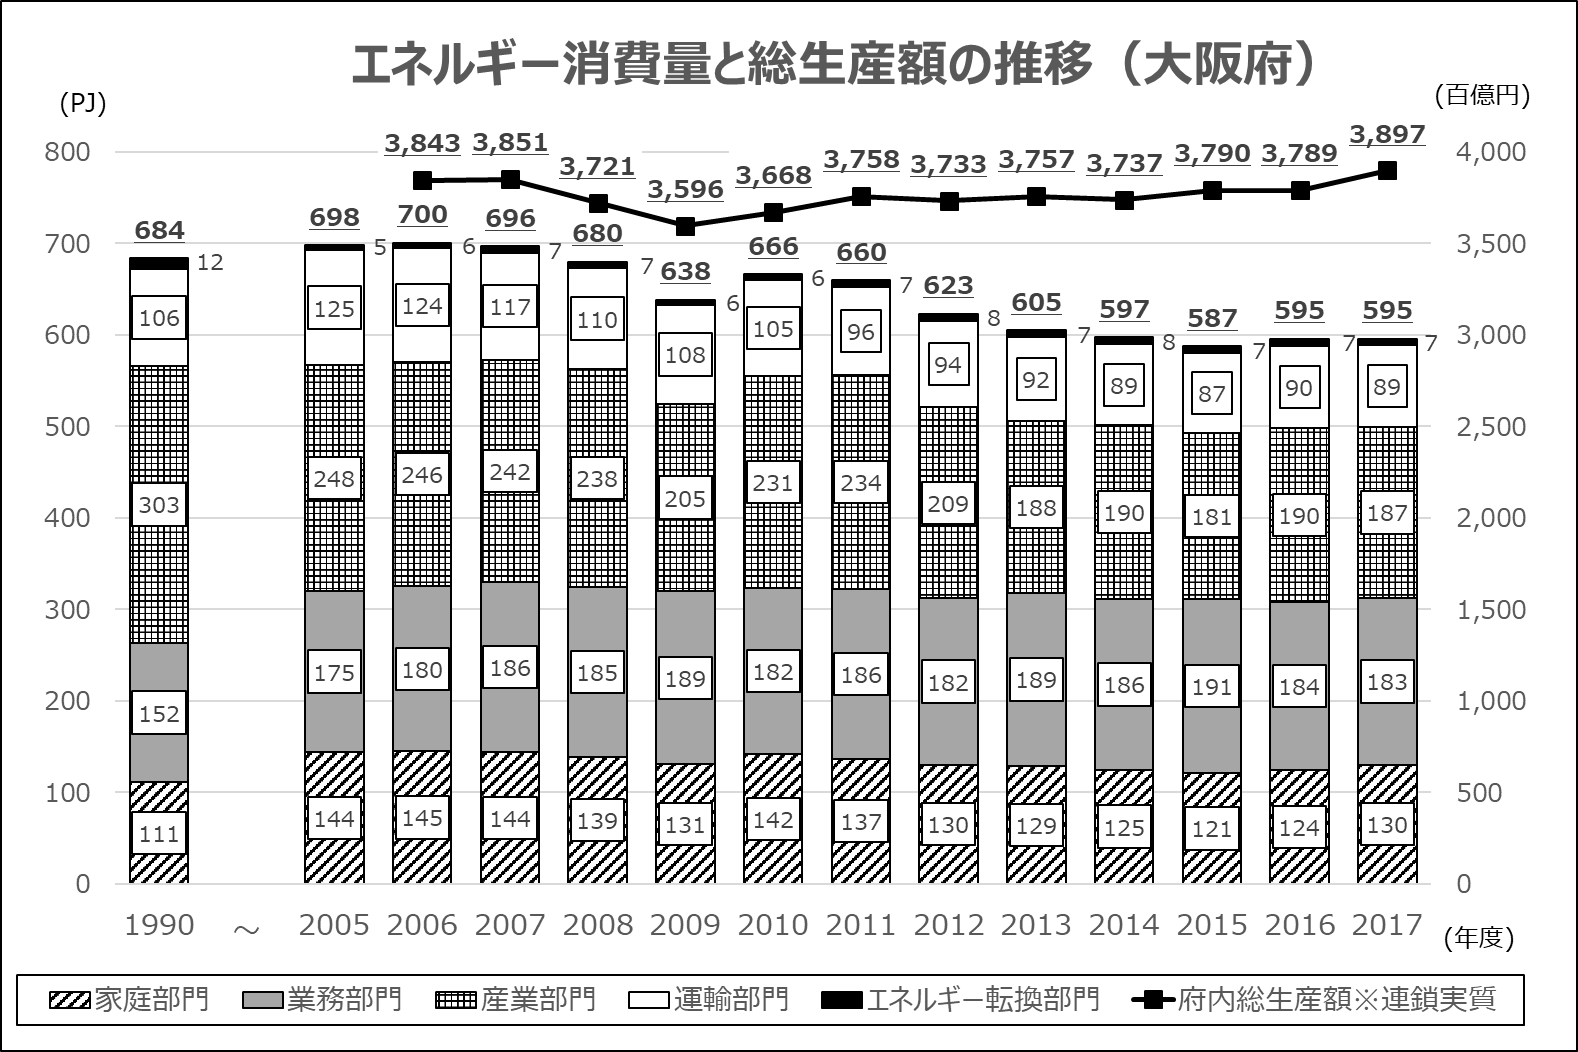 エネルギー消費量と総生産額の推移（大阪府）
(PJ)
(百億円)
3,843 3,851 3,721 3,596 3,668 3,758 3,733 3,757 3,737 3,790 3,789 3,897
800 4,000
700 3,500
600 3,000
500 2,500
400 2,000
300 1,500
200 1,000
100 500
0 0
684 698 700 696 680 638 666 660 623 605 597 587 595 595
12 5 6 7 7 6 6 7 8 7 8 7 7 7
106 125 124 117 110 108 105 96 94 92 89 87 90 89
303 248 246 242 238 205 231 234 209 188 190 181 190 187
152 175 180 186 185 189 182 186 182 189 186 191 184 183
111 144 145 144 139 131 142 137 130 129 125 121 124 130
1990 ～ 2005 2006 2007 2008 2009 2010 2011 2012 2013 2014 2015 2016 2017
(年度)
家庭部門 業務部門 産業部門 運輸部門 エネルギー転換部門 府内総生産額※連鎖実質